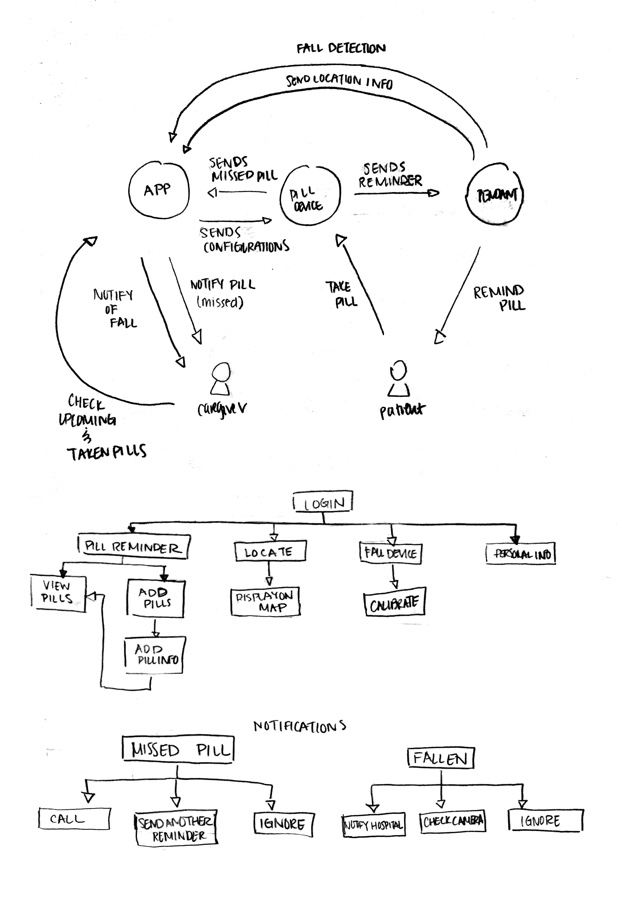 FALL DETECTION
SEND LOCATION INFO
APP
SENDS
MISSED PILL
PILL
DEVICE
SENDS
REMINDER
PENDANT
SENDS
CONFIGURATIONS
NOTIFY
OF
FALL
NOTIFY PILL
(missed)
TAKE
PILL
REMIND
PILL
CHECK
UPCOMING
&
TAKEN PILLS
caregiver
patient
LOGIN
PILL REMINDER
LOCATE
FALL DEVICE
PERSONAL INFO
VIEW
PILLS
ADD
PILLS
DISPLAY ON
MAP
CALIBRATE
ADD
PILL INFO
NOTIFICATIONS
MISSED PILL
FALLEN
CALL
SEND ANOTHER
REMINDER
IGNORE
NOTIFY HOSPITAL
CHECK CAMERA
IGNORE